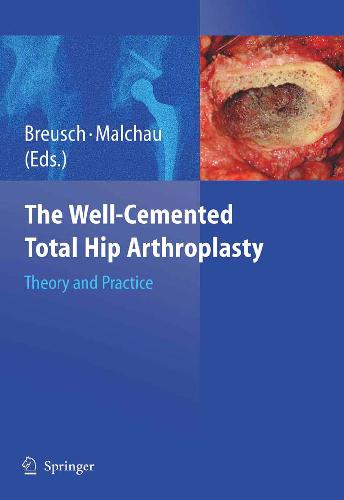 Breusch · Malchau
(Eds.)
The Well-Cemented
Total Hip Arthroplasty
Theory and Practice
Springer